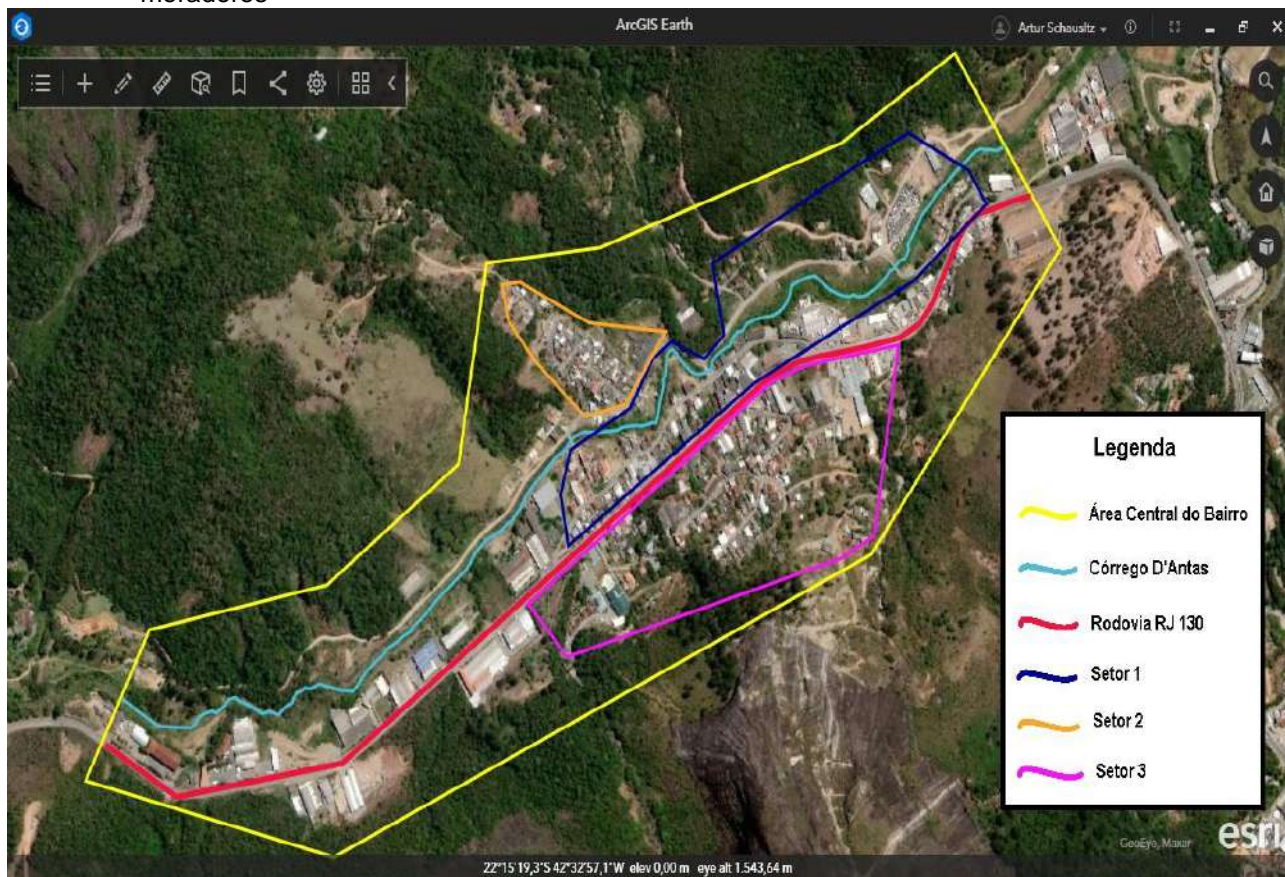 moradores
ArcGIS Earth
Artur Schausltz
Legenda
Área Central do Bairro
Córrego D'Antas
Rodovia RJ 130
Setor 1
Setor 2
Setor 3
GeoEye, Maxar
esri
22°15'19,3"S 42°32'57,1"W elev 0,00 m eye alt 1.543,64 m